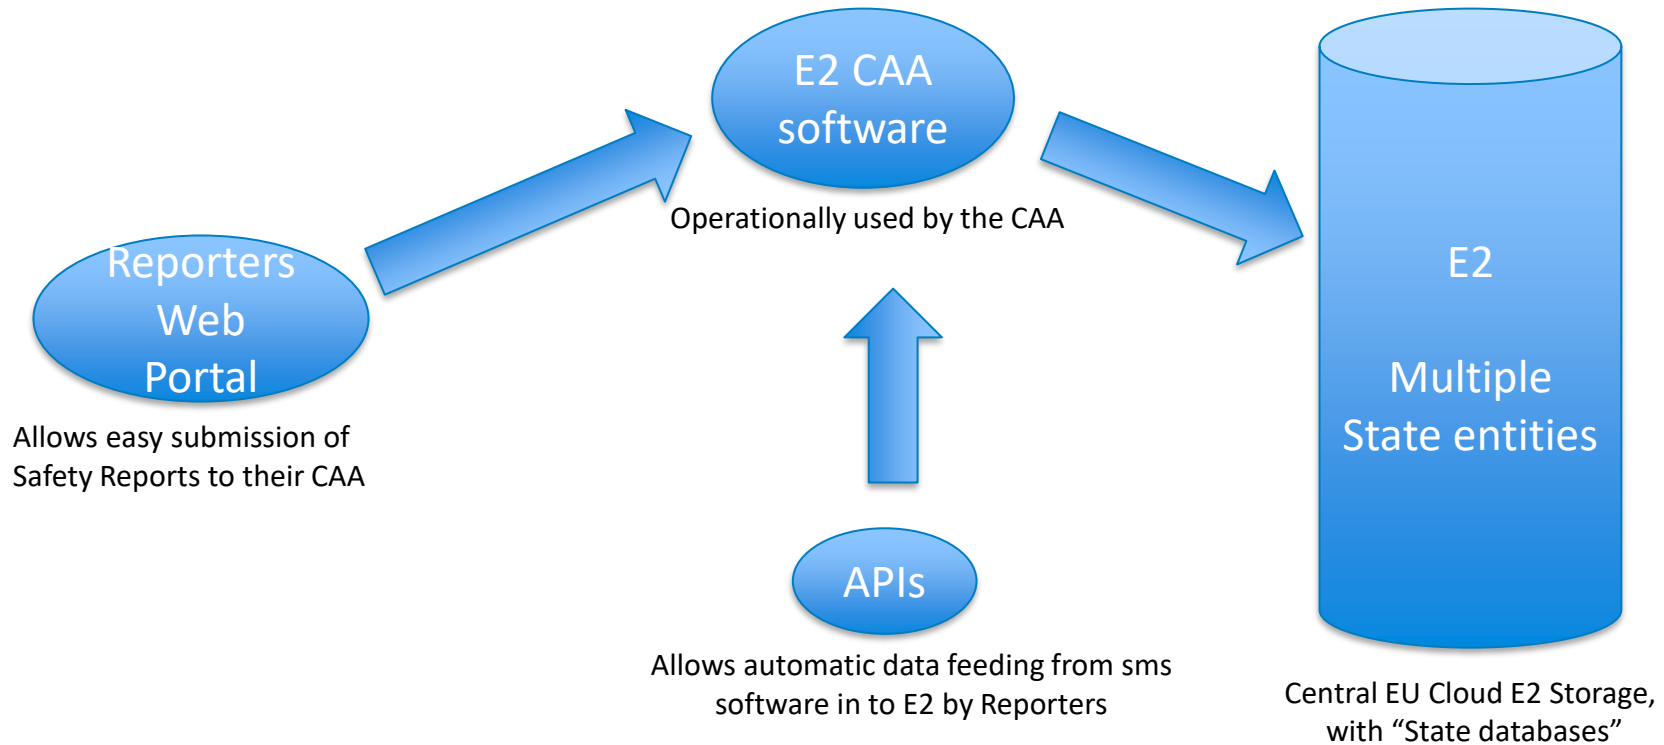 E2 CAA
software
Operationally used by the CAA
Reporters
Web
Portal
Allows easy submission of
Safety Reports to their CAA
APIs
Allows automatic data feeding from sms
software in to E2 by Reporters
E2
Multiple
State entities
Central EU Cloud E2 Storage,
with “State databases”